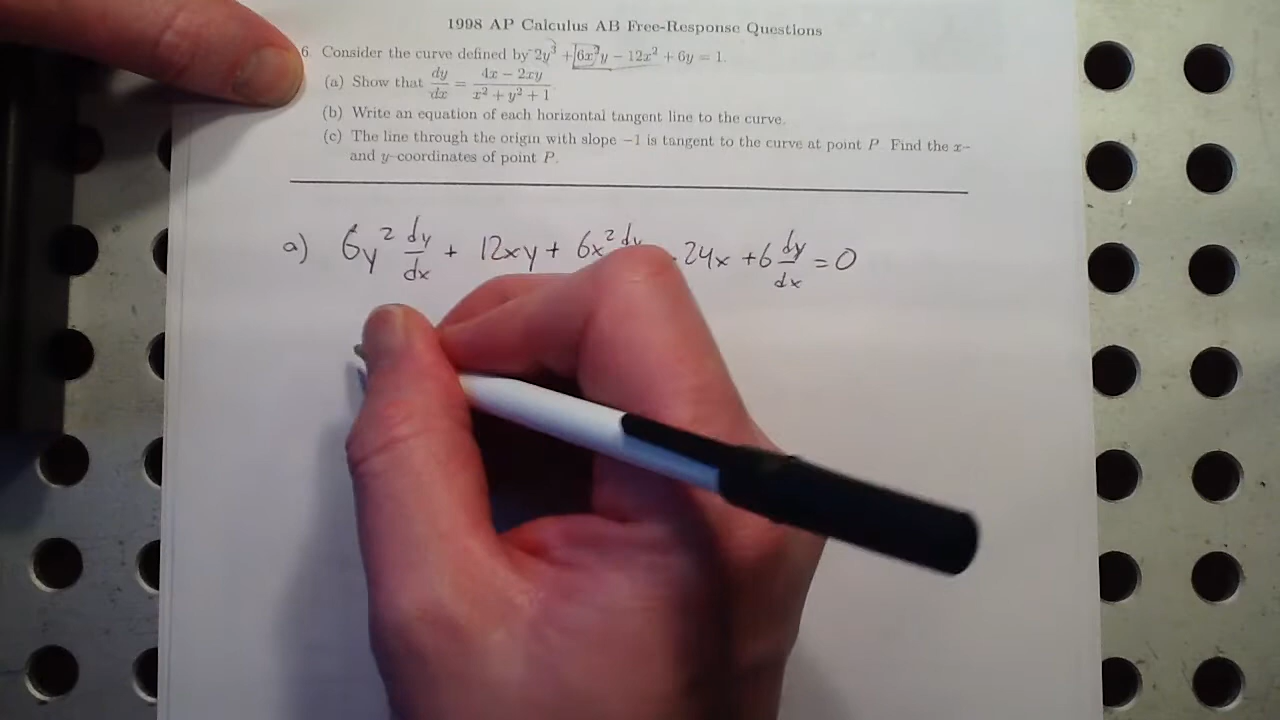 1998 AP Calculus AB Free-Response Questions
6. Consider the curve defined by 2y³ + 6x²y − 12x² + 6y = 1.
(a) Show that dy/dx = (4x − 2xy)/(x² + y² + 1)
(b) Write an equation of each horizontal tangent line to the curve.
(c) The line through the origin with slope −1 is tangent to the curve at point P. Find the x-
and y-coordinates of point P.
a) 6y² dy/dx + 12xy + 6x² dy - 24x + 6 dy/dx = 0